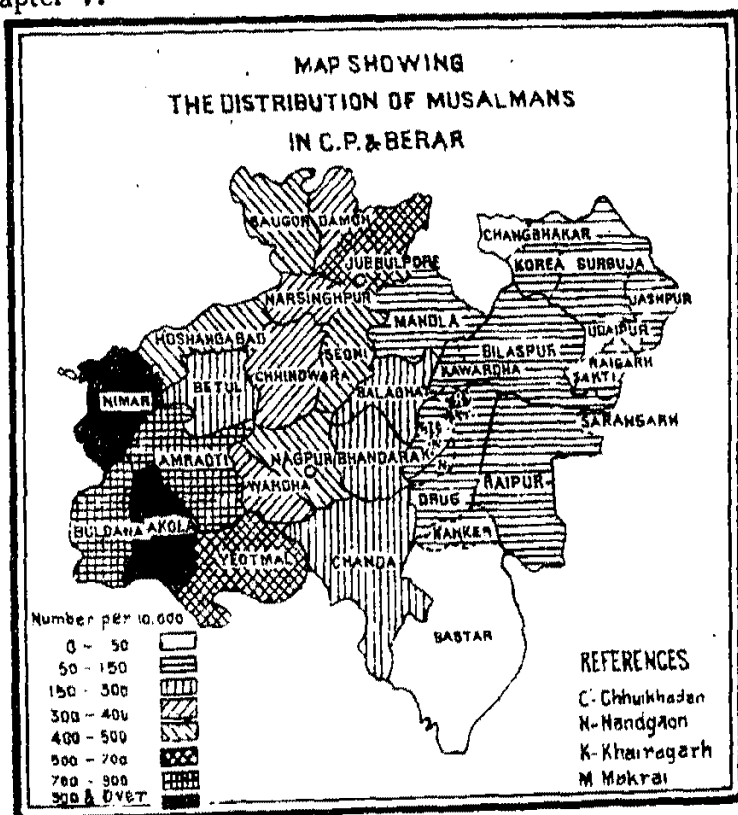 apter V.
MAP SHOWING
THE DISTRIBUTION OF MUSALMANS
IN C.P. & BERAR
SAUGOR DAMOH
JUBBULPORE
CHANGBHAKAR
KOREA SURGUJA
JASHPUR
NARSINGHPUR
MANDLA
UDAIPUR
HOSHANGABAD
SEONI
BILASPUR
RAIGARH
BETUL
CHHINDWARA
BALAGHAT
KAWARDHA
SAKTI
NIMAR
SARANGARH
AMRAOTI
NAGPUR
BHANDARA
K
N
WARDHA
DRUG
RAIPUR
BULDANA
AKOLA
KANKER
YEOTMAL
CHANDA
BASTAR
Number per 10,000
0 - 50
50 - 150
150 - 300
300 - 400
400 - 500
500 - 700
700 - 900
900 & OVER
REFERENCES
C- Chhuikhadan
N- Nandgaon
K- Khairagarh
M Makrai